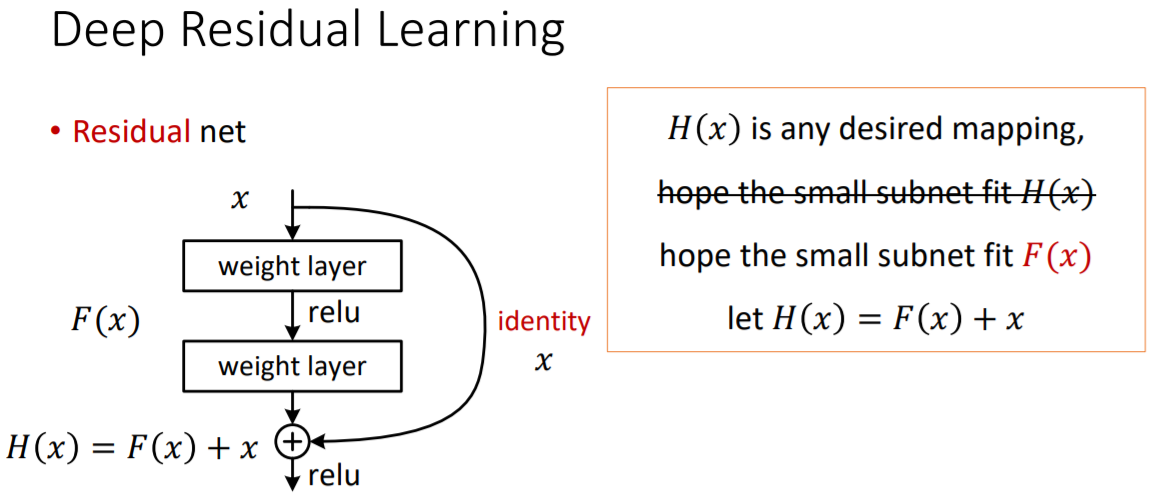 Deep Residual Learning
• Residual net
x
weight layer
F(x)
relu
identity
x
weight layer
H(x) = F(x) + x
+
relu
H(x) is any desired mapping,
hope the small subnet fit H(x)
hope the small subnet fit F(x)
let H(x) = F(x) + x